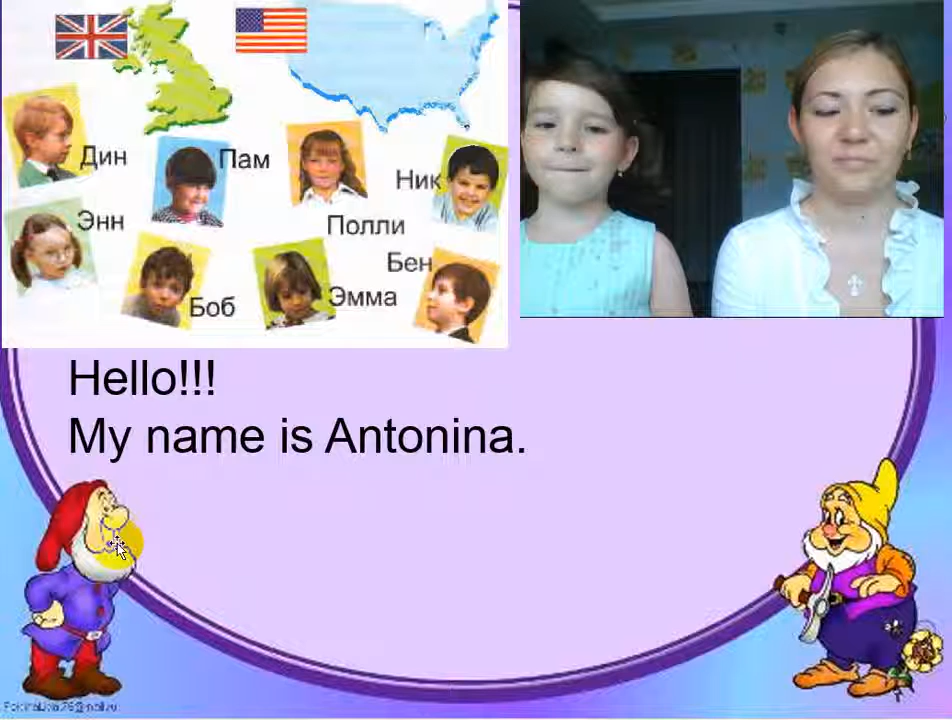 Дин
Пам
Ник
Энн
Полли
Бен
Боб
Эмма
Hello!!!
My name is Antonina.